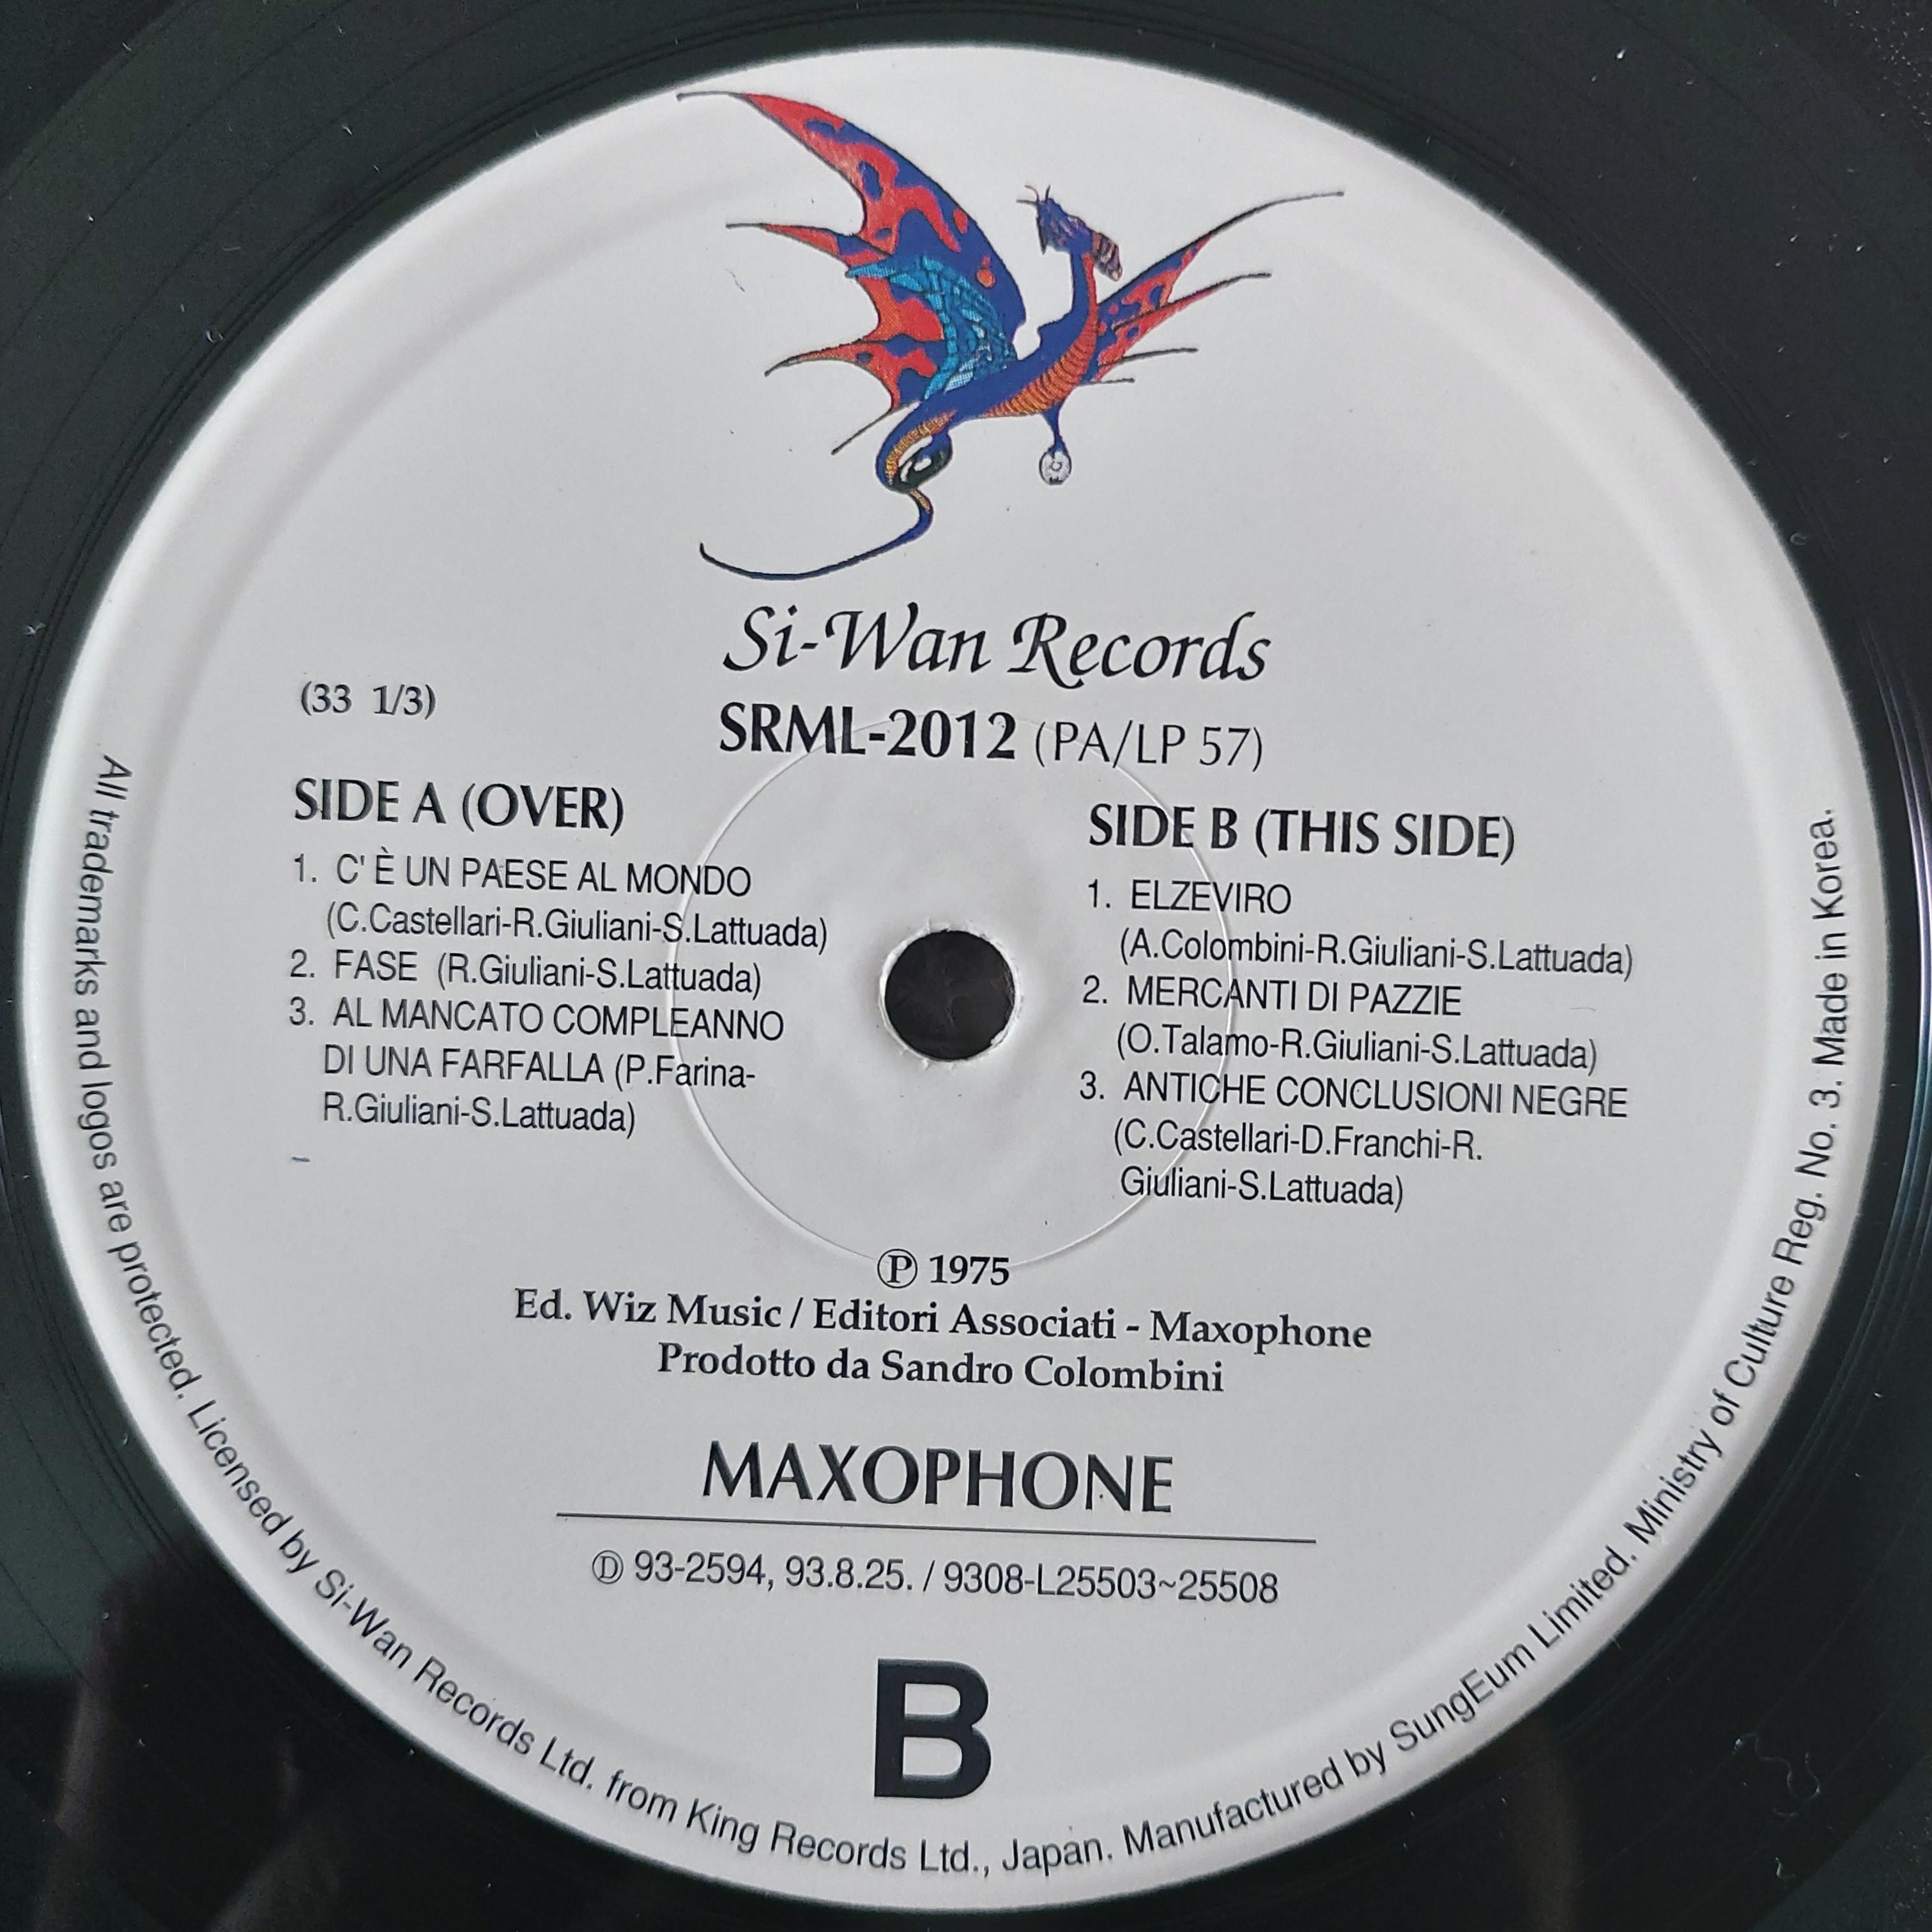 Si-Wan Records
(33 1/3)
SRML-2012 (PA/LP 57)
SIDE A (OVER)
1. C' È UN PAESE AL MONDO
(C.Castellari-R.Giuliani-S.Lattuada)
2. FASE (R.Giuliani-S.Lattuada)
3. AL MANCATO COMPLEANNO
DI UNA FARFALLA (P.Farina-
R.Giuliani-S.Lattuada)
SIDE B (THIS SIDE)
1. ELZEVIRO
(A.Colombini-R.Giuliani-S.Lattuada)
2. MERCANTI DI PAZZIE
(O.Talamo-R.Giuliani-S.Lattuada)
3. ANTICHE CONCLUSIONI NEGRE
(C.Castellari-D.Franchi-R.
Giuliani-S.Lattuada)
Ⓟ 1975
Ed. Wiz Music / Editori Associati - Maxophone
Prodotto da Sandro Colombini
MAXOPHONE
Ⓓ 93-2594, 93.8.25. / 9308-L25503~25508
B
All trademarks and logos are protected. Licensed by Si-Wan Records Ltd. from King Records Ltd., Japan. Manufactured by SungEum Limited. Ministry of Culture Reg. No. 3. Made in Korea.